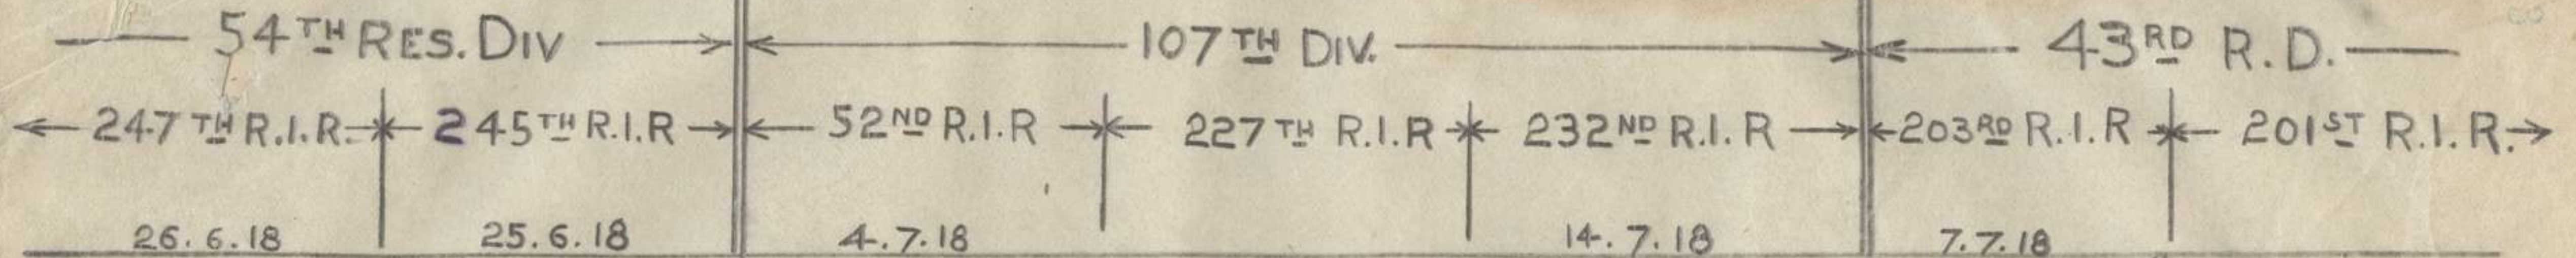 54TH RES. DIV 107TH DIV. 43RD R.D.
247TH R.I.R. 245TH R.I.R 52ND R.I.R 227TH R.I.R 232ND R.I.R 203RD R.I.R 201ST R.I.R.
26.6.18 25.6.18 4.7.18 14.7.18 7.7.18